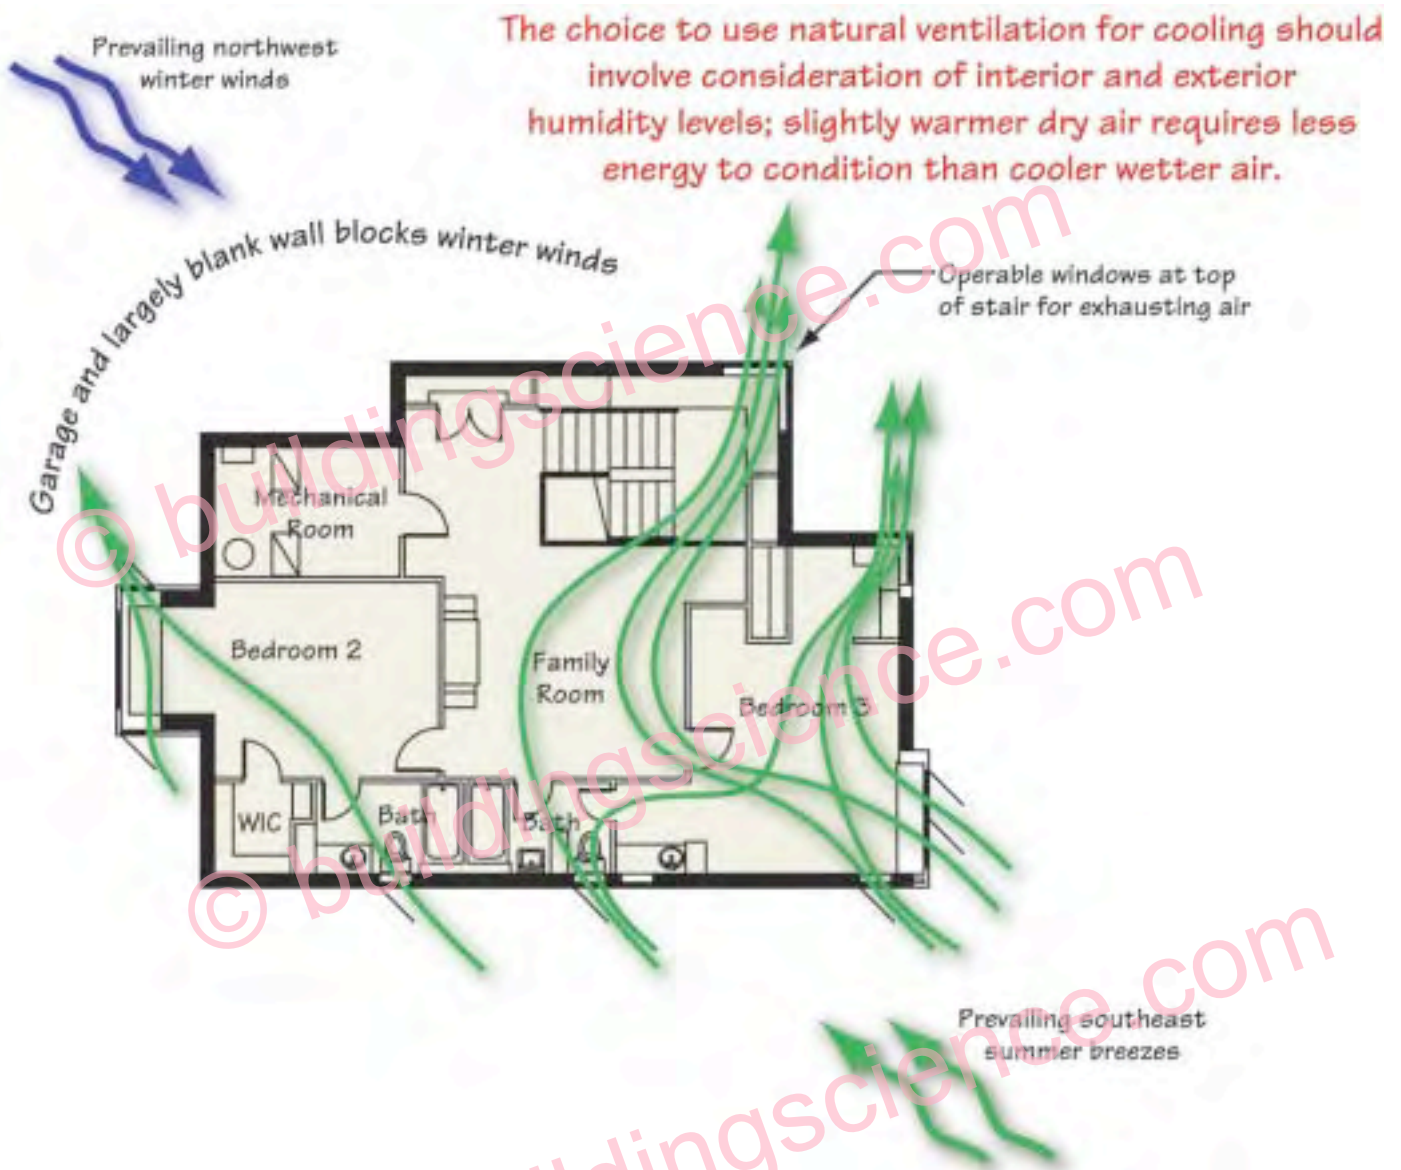 Prevailing northwest
winter winds
The choice to use natural ventilation for cooling should
involve consideration of interior and exterior
humidity levels; slightly warmer dry air requires less
energy to condition than cooler wetter air.
Garage and largely blank wall blocks winter winds
Operable windows at top
of stair for exhausting air
Mechanical
Room
Bedroom 2
Family
Room
Bedroom 3
WIC
Bath
Bath
Prevailing southeast
summer breezes
© buildingscience.com
© buildingscience.com
dingscience.com